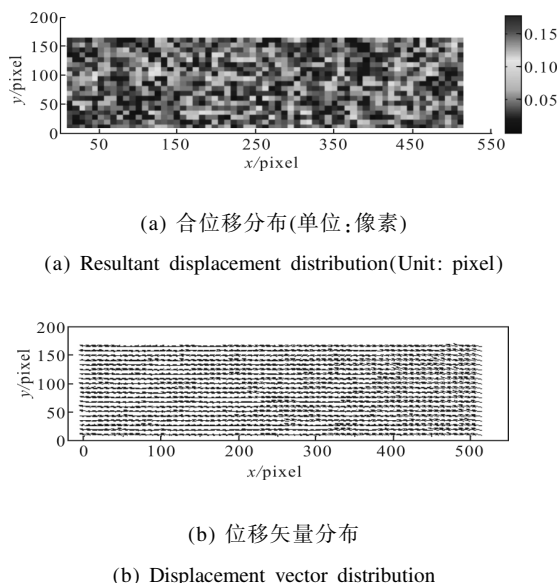 200
150
100
50
0
y/pixel
50 150 250 350 450 550
x/pixel
0.15
0.10
0.05
(a) 合位移分布(单位:像素)
(a) Resultant displacement distribution(Unit: pixel)
200
150
100
50
0
y/pixel
0 100 200 300 400 500
x/pixel
(b) 位移矢量分布
(b) Displacement vector distribution